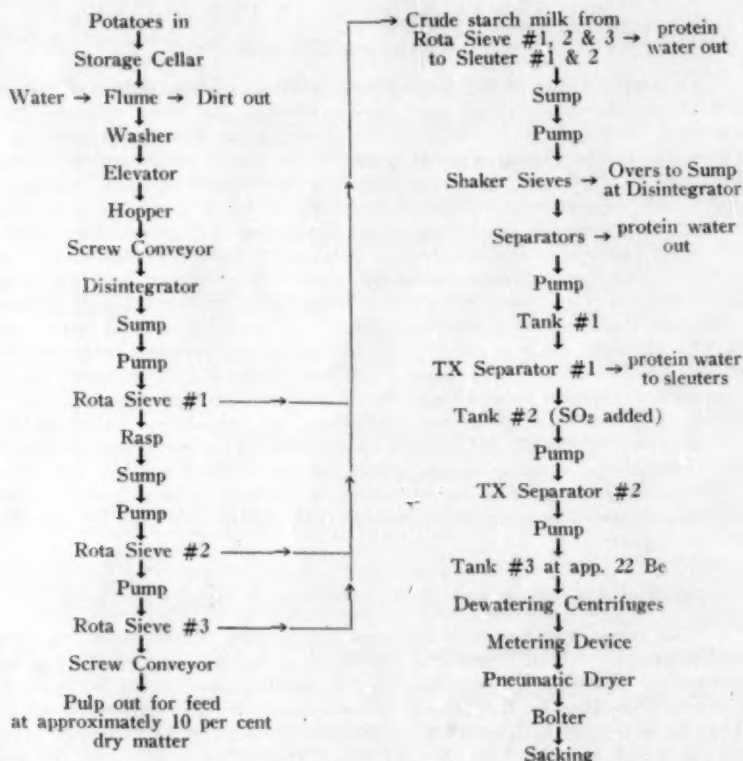 Potatoes in
Storage Cellar
Water → Flume → Dirt out
Washer
Elevator
Hopper
Screw Conveyor
Disintegrator
Sump
Pump
Rota Sieve #1
Rasp
Sump
Pump
Rota Sieve #2
Pump
Rota Sieve #3
Screw Conveyor
Pulp out for feed
at approximately 10 per cent
dry matter
Crude starch milk from
Rota Sieve #1, 2 & 3 → protein
to Sleuter #1 & 2 water out
Sump
Pump
Shaker Sieves → Overs to Sump
at Disintegrator
Separators → protein water
out
Pump
Tank #1
TX Separator #1 → protein water
to sleuters
Tank #2 (SO₂ added)
Pump
TX Separator #2
Pump
Tank #3 at app. 22 Be
Dewatering Centrifuges
Metering Device
Pneumatic Dryer
Bolter
Sacking